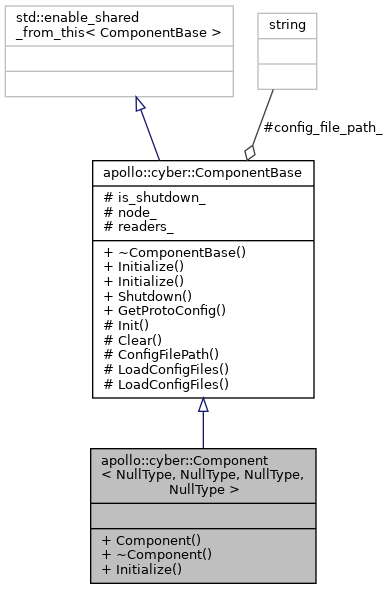 std::enable_shared
_from_this< ComponentBase >
string
#config_file_path_
apollo::cyber::ComponentBase
# is_shutdown_
# node_
# readers_
+ ~ComponentBase()
+ Initialize()
+ Initialize()
+ Shutdown()
+ GetProtoConfig()
# Init()
# Clear()
# ConfigFilePath()
# LoadConfigFiles()
# LoadConfigFiles()
apollo::cyber::Component
< NullType, NullType, NullType,
NullType >
+ Component()
+ ~Component()
+ Initialize()